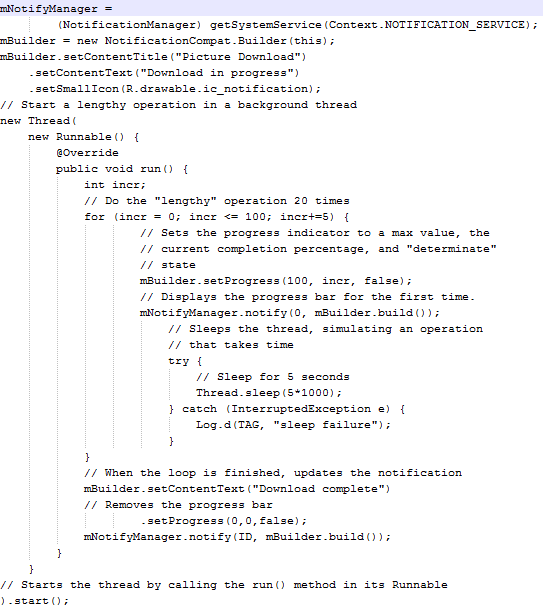 mNotifyManager =
        (NotificationManager) getSystemService(Context.NOTIFICATION_SERVICE);
mBuilder = new NotificationCompat.Builder(this);
mBuilder.setContentTitle("Picture Download")
    .setContentText("Download in progress")
    .setSmallIcon(R.drawable.ic_notification);
// Start a lengthy operation in a background thread
new Thread(
    new Runnable() {
        @Override
        public void run() {
            int incr;
            // Do the "lengthy" operation 20 times
            for (incr = 0; incr <= 100; incr+=5) {
                    // Sets the progress indicator to a max value, the
                    // current completion percentage, and "determinate"
                    // state
                    mBuilder.setProgress(100, incr, false);
                    // Displays the progress bar for the first time.
                    mNotifyManager.notify(0, mBuilder.build());
                        // Sleeps the thread, simulating an operation
                        // that takes time
                        try {
                            // Sleep for 5 seconds
                            Thread.sleep(5*1000);
                        } catch (InterruptedException e) {
                            Log.d(TAG, "sleep failure");
                        }
            }
            // When the loop is finished, updates the notification
            mBuilder.setContentText("Download complete")
            // Removes the progress bar
                    .setProgress(0,0,false);
            mNotifyManager.notify(ID, mBuilder.build());
        }
    }
// Starts the thread by calling the run() method in its Runnable
).start();